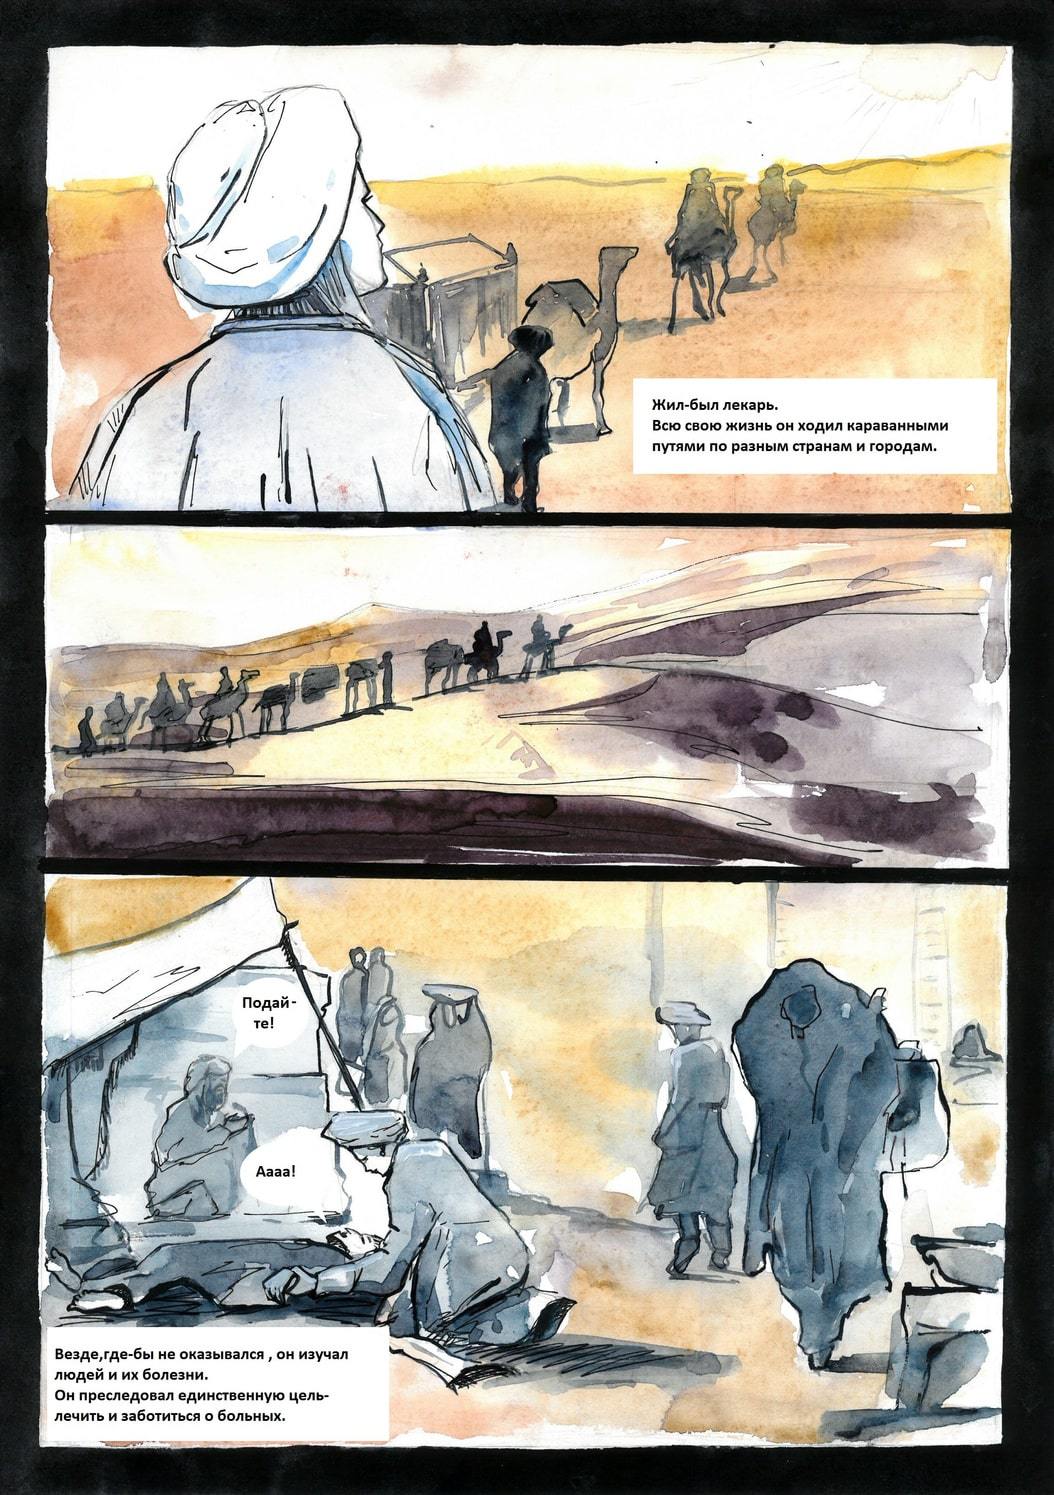 Жил-был лекарь.
Всю свою жизнь он ходил караванными
путями по разным странам и городам.
Подай-
те!
Аааа!
Везде,где-бы не оказывался , он изучал
людей и их болезни.
Он преследовал единственную цель-
лечить и заботиться о больных.